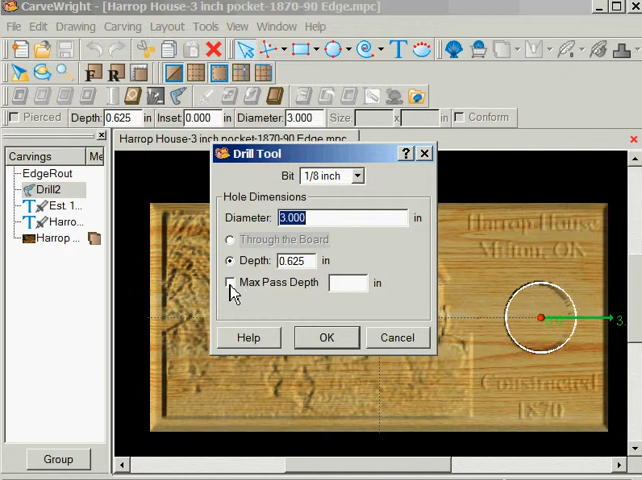 CarveWright - [Harrop House-3 inch pocket-1870-90 Edge.mpc]
File Edit Drawing Carving Layout Tools View Window Help
Pierced Depth: 0.625 in Inset: 0.000 in Diameter: 3.000 Size: x in Conform
Harrop House-3 inch pocket-1870-90 Edge.mpc
Carvings Me
EdgeRout
Drill2
Est. 1...
Harro...
Harrop ...
Group
Drill Tool
Bit 1/8 inch
Hole Dimensions
Diameter: 3.000 in
Through the Board
Depth: 0.625 in
Max Pass Depth in
Help OK Cancel
Harrop House
Milton, OK
3.
Constructed
1870